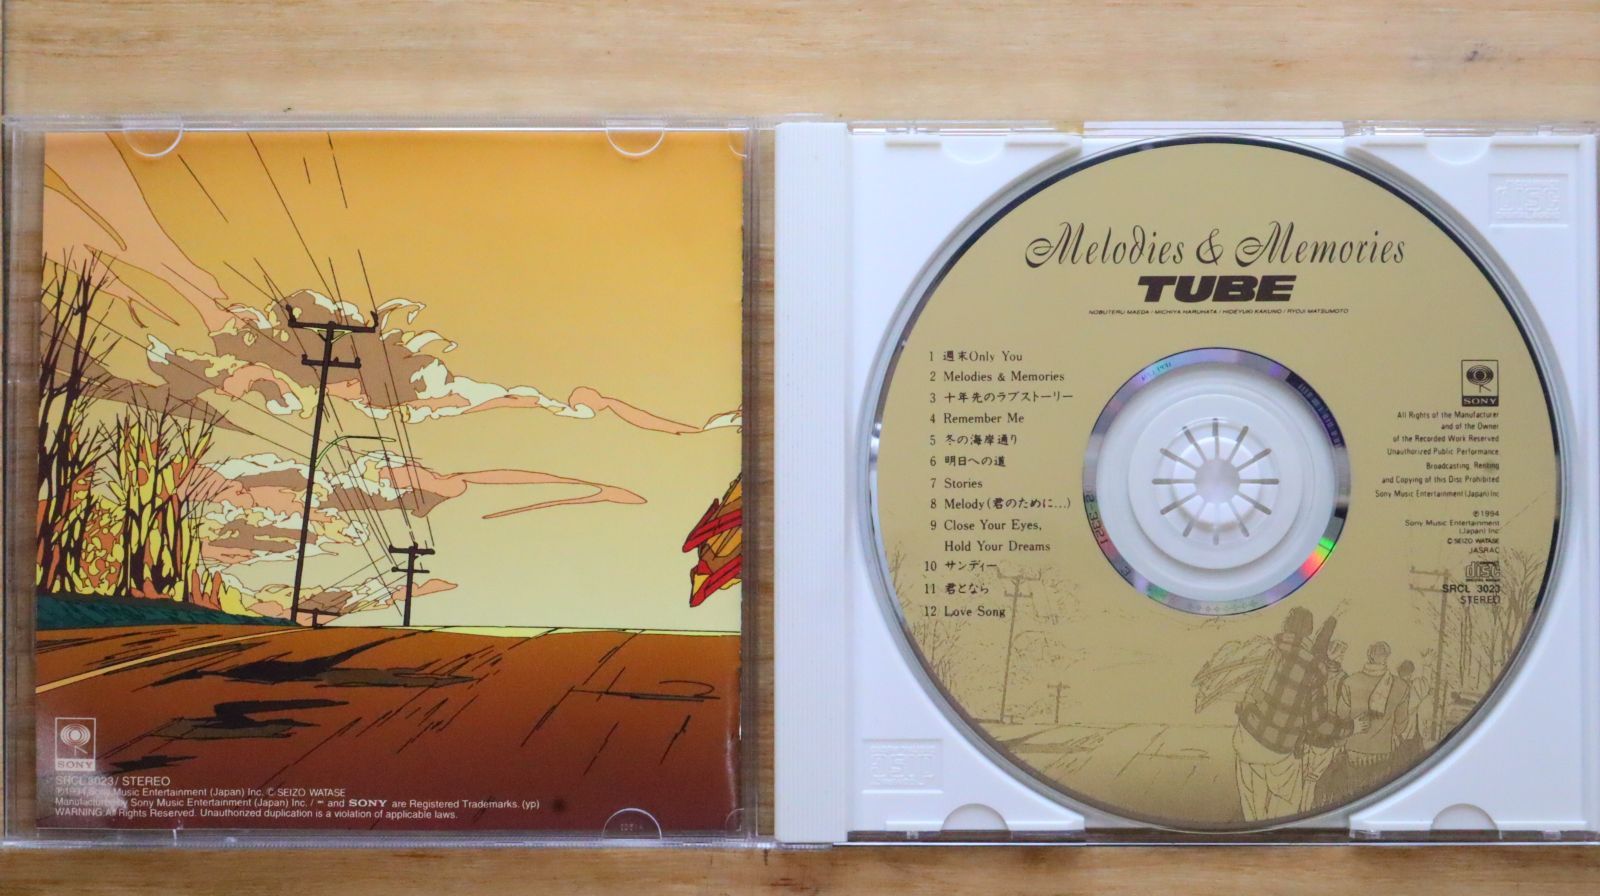 SONY
SRCL 3023/ STEREO
℗1994 Sony Music Entertainment (Japan) Inc. © SEIZO WATASE
Manufactured by Sony Music Entertainment (Japan) Inc. / and SONY are Registered Trademarks. (yp)
WARNING: All Rights Reserved. Unauthorized duplication is a violation of applicable laws.
Melodies & Memories
TUBE
NOBUTERU MAEDA / MICHIYA HARUHATA / HIDEYUKI KAKUNO / RYOJI MATSUMOTO
1 週末Only You
2 Melodies & Memories
3 十年先のラブストーリー
4 Remember Me
5 冬の海岸通り
6 明日への道
7 Stories
8 Melody(君のために...)
9 Close Your Eyes,
Hold Your Dreams
10 サンディー
11 君となら
12 Love Song
SONY
All Rights of the Manufacturer
and of the Owner
of the Recorded Work Reserved
Unauthorized Public Performance
Broadcasting, Renting
and Copying of this Disc Prohibited
Sony Music Entertainment (Japan) Inc
℗1994
Sony Music Entertainment
(Japan) Inc
© SEIZO WATASE
JASRAC
disc
SRCL 3023
STEREO